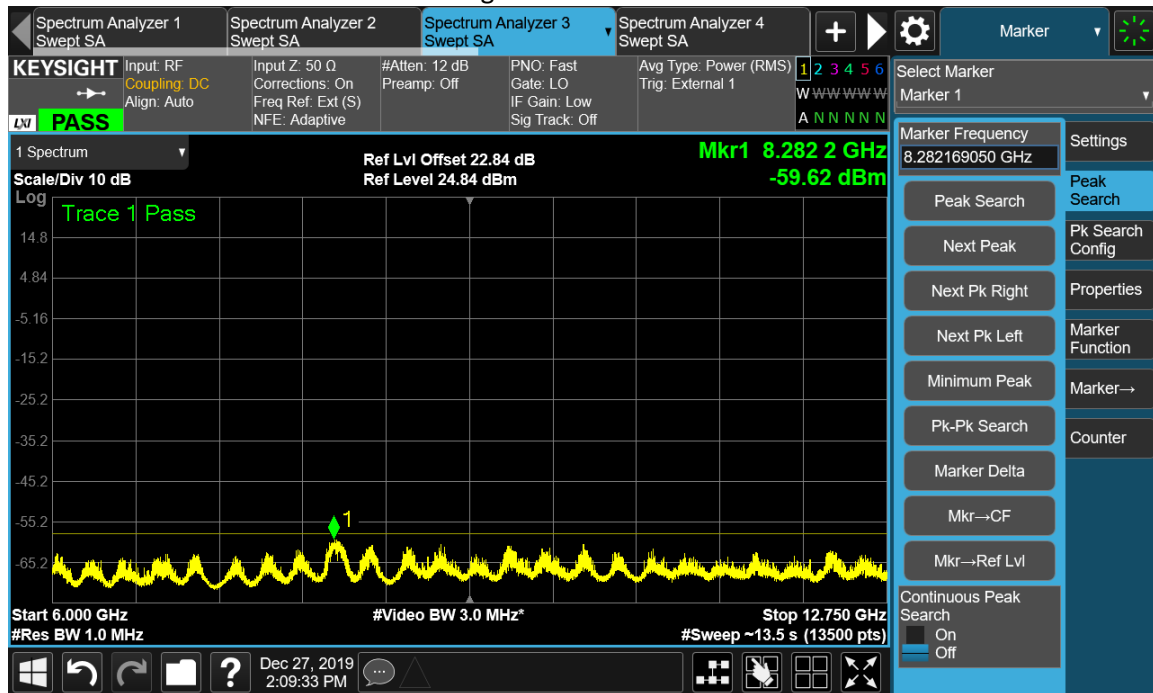 Spectrum Analyzer 1
Swept SA
Spectrum Analyzer 2
Swept SA
Spectrum Analyzer 3
Swept SA
Spectrum Analyzer 4
Swept SA
+
Marker
KEYSIGHT
Input: RF
Coupling: DC
Align: Auto
LXI PASS
Input Z: 50 Ω
Corrections: On
Freq Ref: Ext (S)
NFE: Adaptive
#Atten: 12 dB
Preamp: Off
PNO: Fast
Gate: LO
IF Gain: Low
Sig Track: Off
Avg Type: Power (RMS)
Trig: External 1
1 2 3 4 5 6
W W W W W W
A N N N N N
Select Marker
Marker 1
1 Spectrum
Scale/Div 10 dB
Ref Lvl Offset 22.84 dB
Ref Level 24.84 dBm
Mkr1 8.282 2 GHz
-59.62 dBm
Log
Trace 1 Pass
14.8
4.84
-5.16
-15.2
-25.2
-35.2
-45.2
-55.2
-65.2
1
Start 6.000 GHz
#Res BW 1.0 MHz
#Video BW 3.0 MHz*
Stop 12.750 GHz
#Sweep ~13.5 s (13500 pts)
Marker Frequency
8.282169050 GHz
Peak Search
Next Peak
Next Pk Right
Next Pk Left
Minimum Peak
Pk-Pk Search
Marker Delta
Mkr→CF
Mkr→Ref Lvl
Continuous Peak
Search
On
Off
Settings
Peak
Search
Pk Search
Config
Properties
Marker
Function
Marker→
Counter
?
Dec 27, 2019
2:09:33 PM